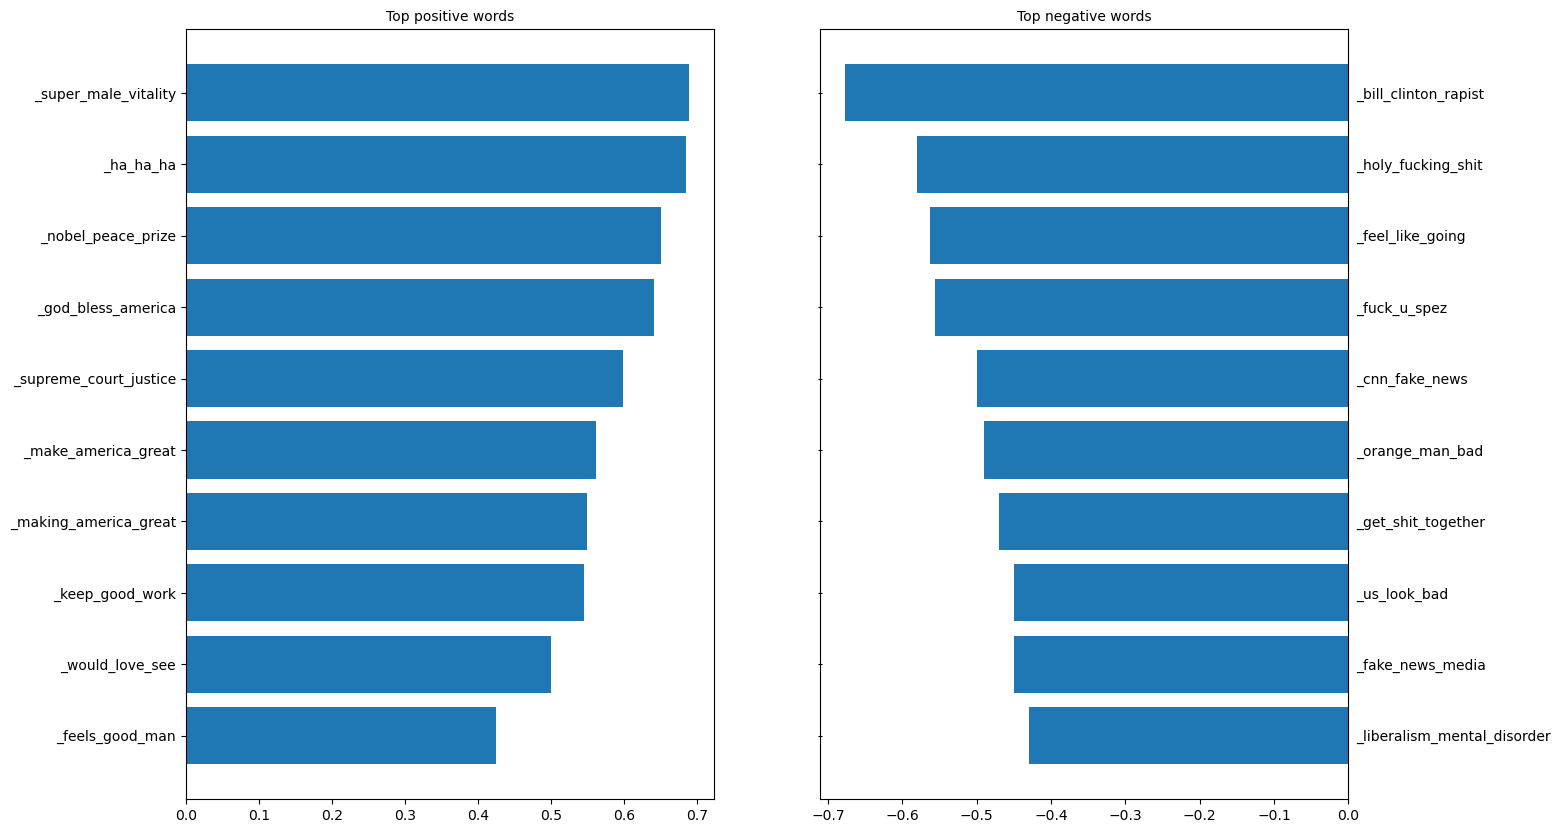 Top positive words
_super_male_vitality
_ha_ha_ha
_nobel_peace_prize
_god_bless_america
_supreme_court_justice
_make_america_great
_making_america_great
_keep_good_work
_would_love_see
_feels_good_man
0.0 0.1 0.2 0.3 0.4 0.5 0.6 0.7
Top negative words
_bill_clinton_rapist
_holy_fucking_shit
_feel_like_going
_fuck_u_spez
_cnn_fake_news
_orange_man_bad
_get_shit_together
_us_look_bad
_fake_news_media
_liberalism_mental_disorder
−0.7 −0.6 −0.5 −0.4 −0.3 −0.2 −0.1 0.0